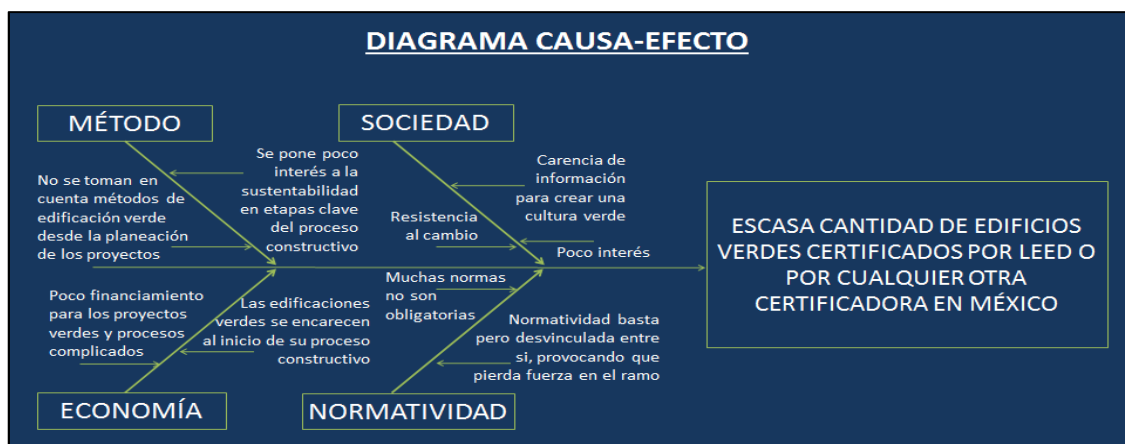 DIAGRAMA CAUSA-EFECTO
MÉTODO
SOCIEDAD
No se toman en
cuenta métodos de
edificación verde
desde la planeación
de los proyectos
Se pone poco
interés a la
sustentabilidad
en etapas clave
del proceso
constructivo
Carencia de
información
para crear una
cultura verde
Resistencia
al cambio
Poco interés
ESCASA CANTIDAD DE EDIFICIOS
VERDES CERTIFICADOS POR LEED O
POR CUALQUIER OTRA
CERTIFICADORA EN MÉXICO
Poco financiamiento
para los proyectos
verdes y procesos
complicados
Las edificaciones
verdes se encarecen
al inicio de su proceso
constructivo
Muchas normas
no son
obligatorias
Normatividad basta
pero desvinculada entre
si, provocando que
pierda fuerza en el ramo
ECONOMÍA
NORMATIVIDAD